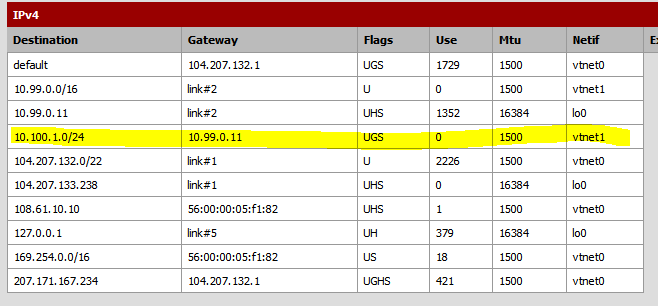 IPv4
Destination Gateway Flags Use Mtu Netif Ex
default 104.207.132.1 UGS 1729 1500 vtnet0
10.99.0.0/16 link#2 U 0 1500 vtnet1
10.99.0.11 link#2 UHS 1352 16384 lo0
10.100.1.0/24 10.99.0.11 UGS 0 1500 vtnet1
104.207.132.0/22 link#1 U 2226 1500 vtnet0
104.207.133.238 link#1 UHS 0 16384 lo0
108.61.10.10 56:00:00:05:f1:82 UHS 1 1500 vtnet0
127.0.0.1 link#5 UH 379 16384 lo0
169.254.0.0/16 56:00:00:05:f1:82 US 18 1500 vtnet0
207.171.167.234 104.207.132.1 UGHS 421 1500 vtnet0